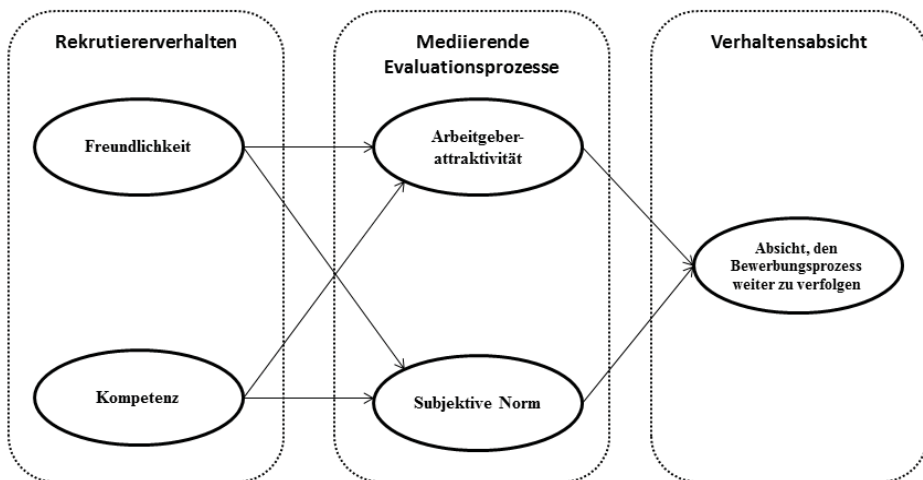 Rekrutiererverhalten
Freundlichkeit
Kompetenz
Mediierende
Evaluationsprozesse
Arbeitgeber-
attraktivität
Subjektive Norm
Verhaltensabsicht
Absicht, den
Bewerbungsprozess
weiter zu verfolgen